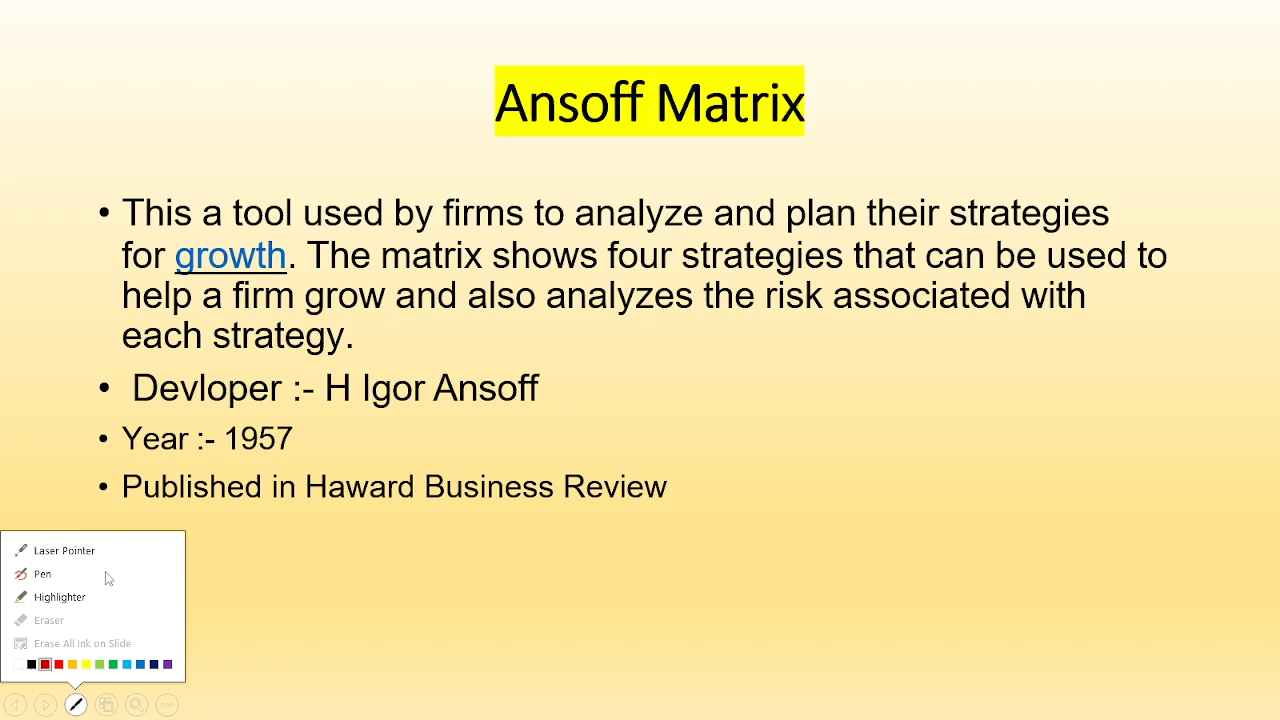 Ansoff Matrix
• This a tool used by firms to analyze and plan their strategies
for growth. The matrix shows four strategies that can be used to
help a firm grow and also analyzes the risk associated with
each strategy.
• Devloper :- H Igor Ansoff
• Year :- 1957
• Published in Haward Business Review
Laser Pointer
Pen
Highlighter
Eraser
Erase All Ink on Slide